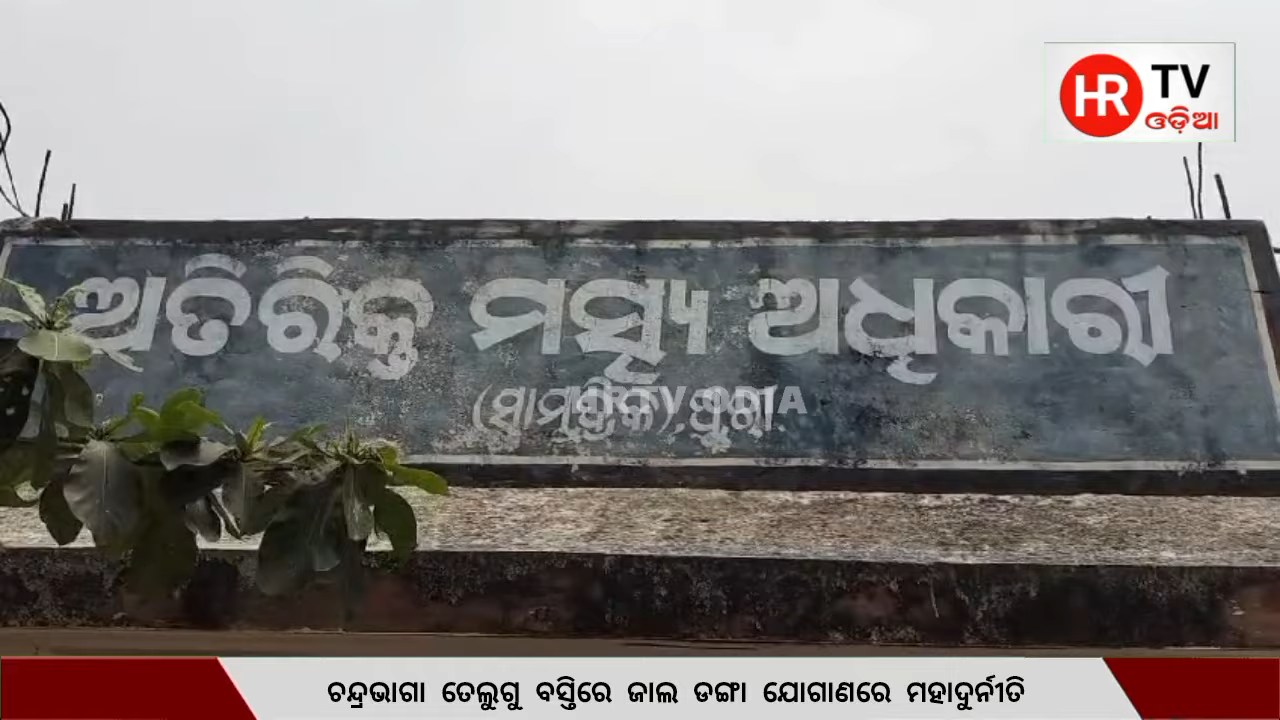 HR TV
ଓଡ଼ିଆ
ଅତିରିକ୍ତ ମତ୍ସ୍ୟ ଅଧିକାରୀ
(ସାମୁଦ୍ରିକ), ପୁରୀ.
ଚନ୍ଦ୍ରଭାଗା ତେଲୁଗୁ ବସ୍ତିରେ ଜାଲ ଡଙ୍ଗା ଯୋଗାଣରେ ମହାଦୁର୍ନୀତି